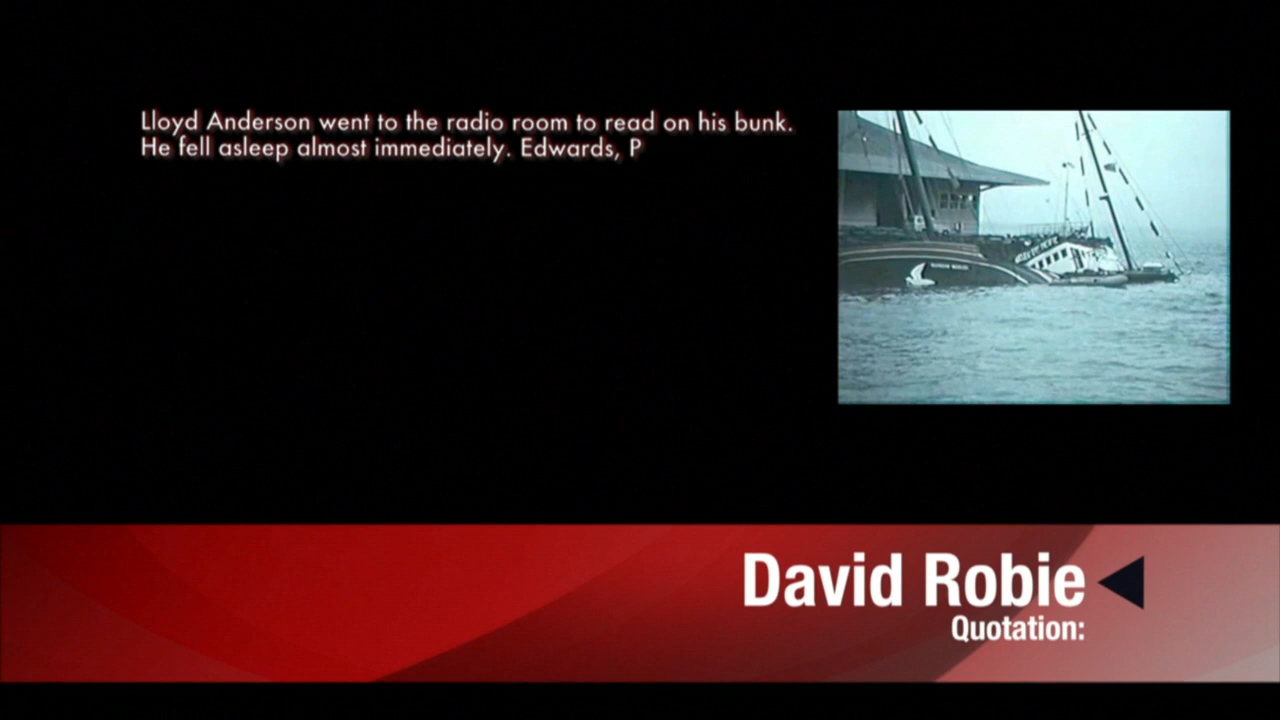 Lloyd Anderson went to the radio room to read on his bunk.
He fell asleep almost immediately. Edwards, P
David Robie
Quotation: